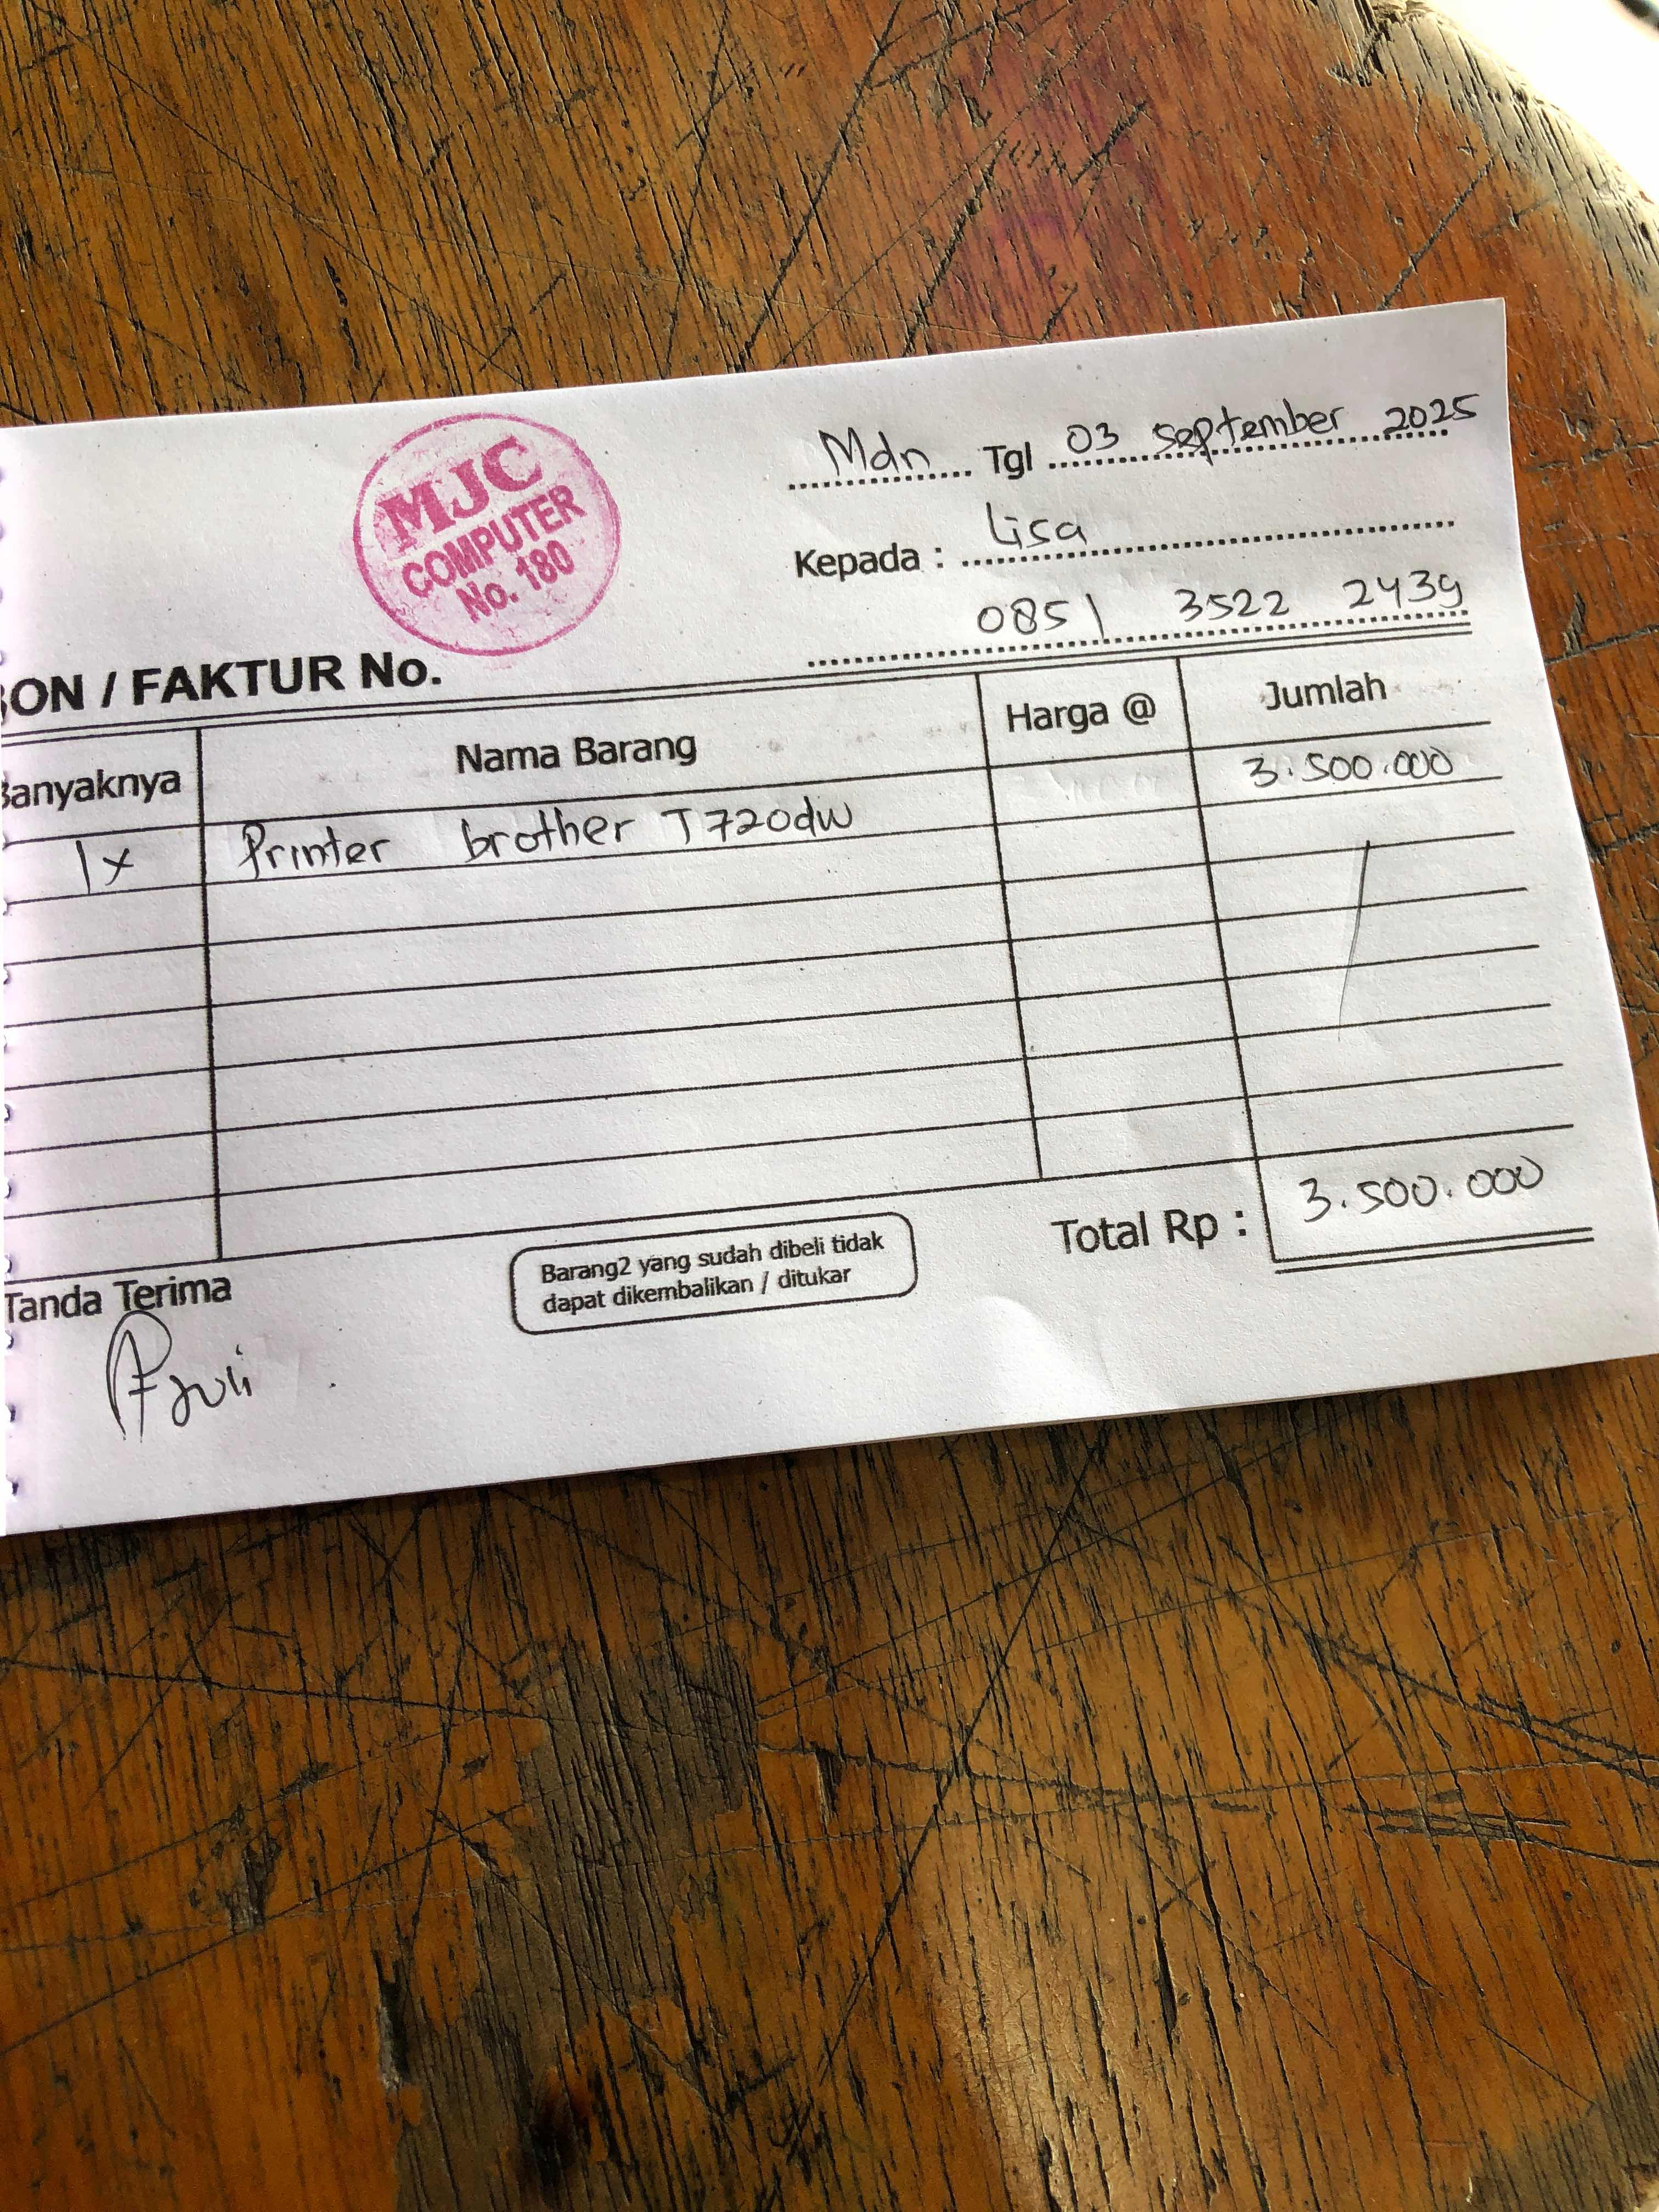 MJC
COMPUTER
No. 180
Mdn Tgl 03 september 2025
Kepada : Lisa
0851 3522 2439
BON / FAKTUR No.
Banyaknya Nama Barang Harga @ Jumlah
1x Printer brother T720dw 3.500.000
Total Rp : 3.500.000
Tanda Terima
Barang2 yang sudah dibeli tidak
dapat dikembalikan / ditukar